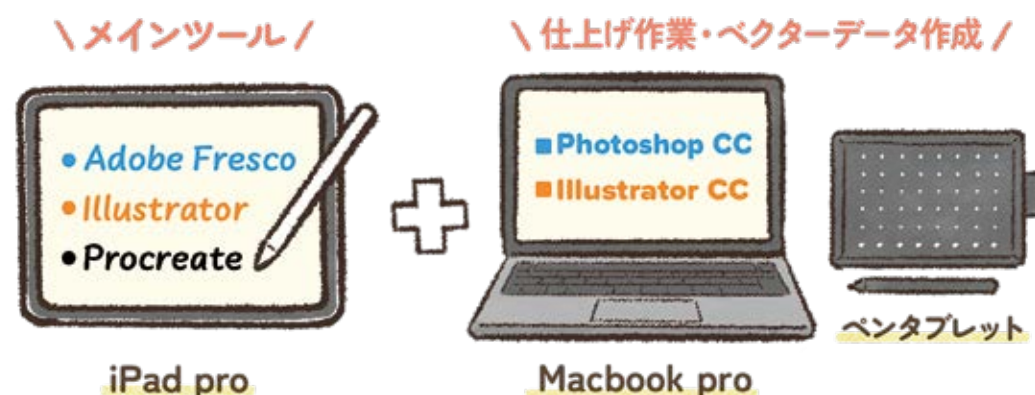 \ メインツール /
• Adobe Fresco
• Illustrator
• Procreate
iPad pro
\ 仕上げ作業・ベクターデータ作成 /
■ Photoshop CC
■ Illustrator CC
Macbook pro
ペンタブレット